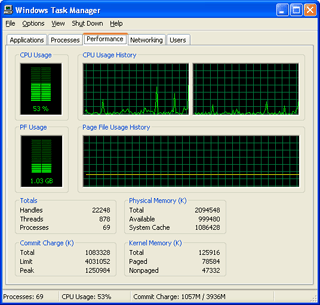 Windows Task Manager
File Options View Shut Down Help
Applications Processes Performance Networking Users
CPU Usage CPU Usage History
53 %
PF Usage Page File Usage History
1.03 GB
Totals Physical Memory (K)
Handles 22248 Total 2094548
Threads 878 Available 999480
Processes 69 System Cache 1086428
Commit Charge (K) Kernel Memory (K)
Total 1083328 Total 125916
Limit 4031052 Paged 78584
Peak 1250984 Nonpaged 47332
Processes: 69 CPU Usage: 53% Commit Charge: 1057M / 3936M